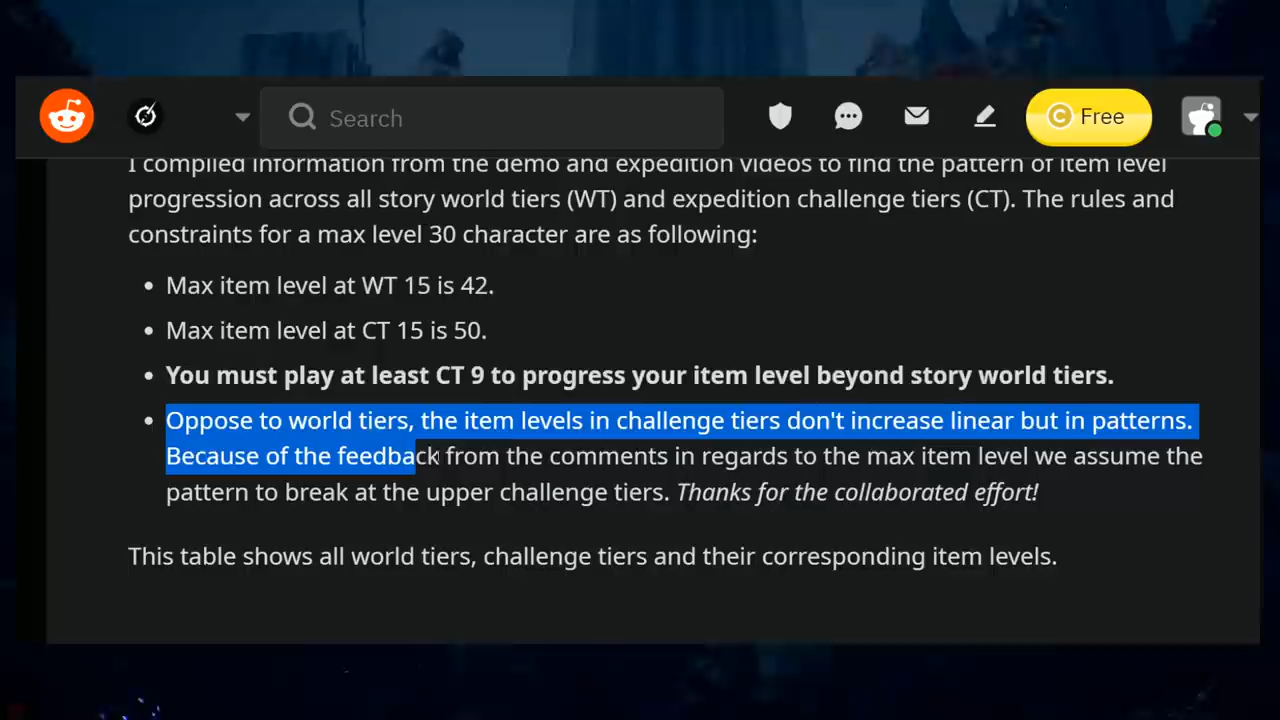 Search
Free
I compiled information from the demo and expedition videos to find the pattern of item level
progression across all story world tiers (WT) and expedition challenge tiers (CT). The rules and
constraints for a max level 30 character are as following:
• Max item level at WT 15 is 42.
• Max item level at CT 15 is 50.
• You must play at least CT 9 to progress your item level beyond story world tiers.
• Oppose to world tiers, the item levels in challenge tiers don't increase linear but in patterns.
Because of the feedback from the comments in regards to the max item level we assume the
pattern to break at the upper challenge tiers. Thanks for the collaborated effort!
This table shows all world tiers, challenge tiers and their corresponding item levels.